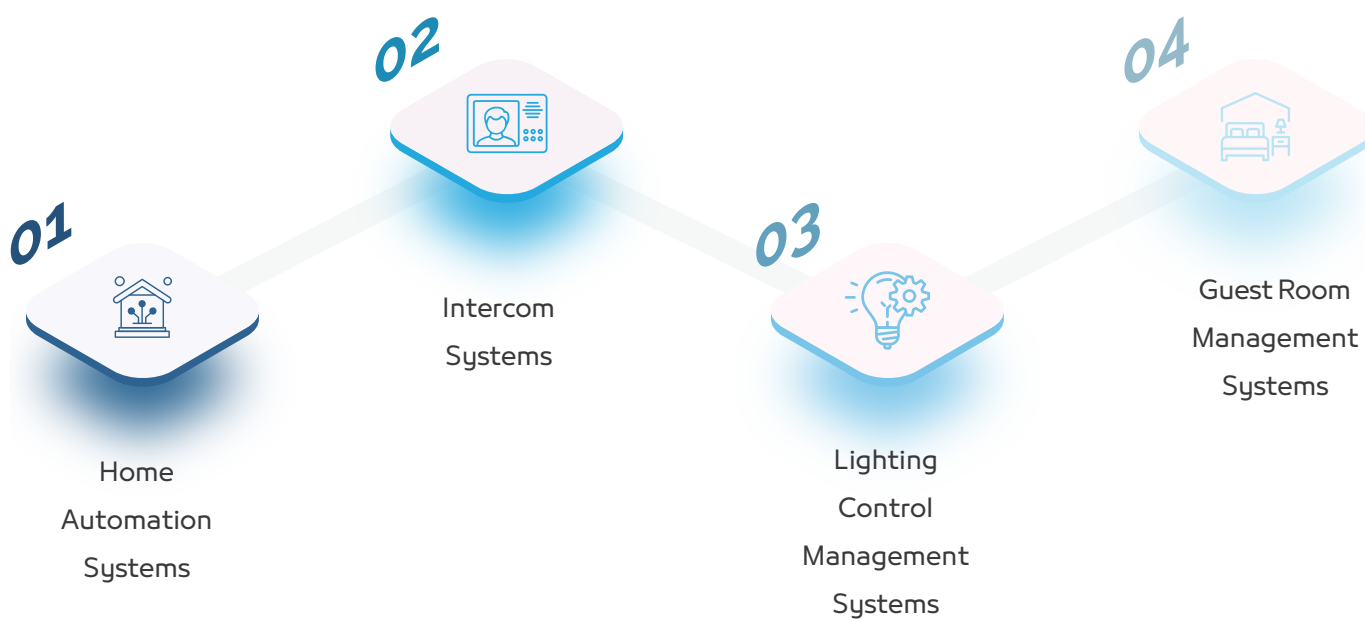 01
Home
Automation
Systems
02
Intercom
Systems
03
Lighting
Control
Management
Systems
04
Guest Room
Management
Systems